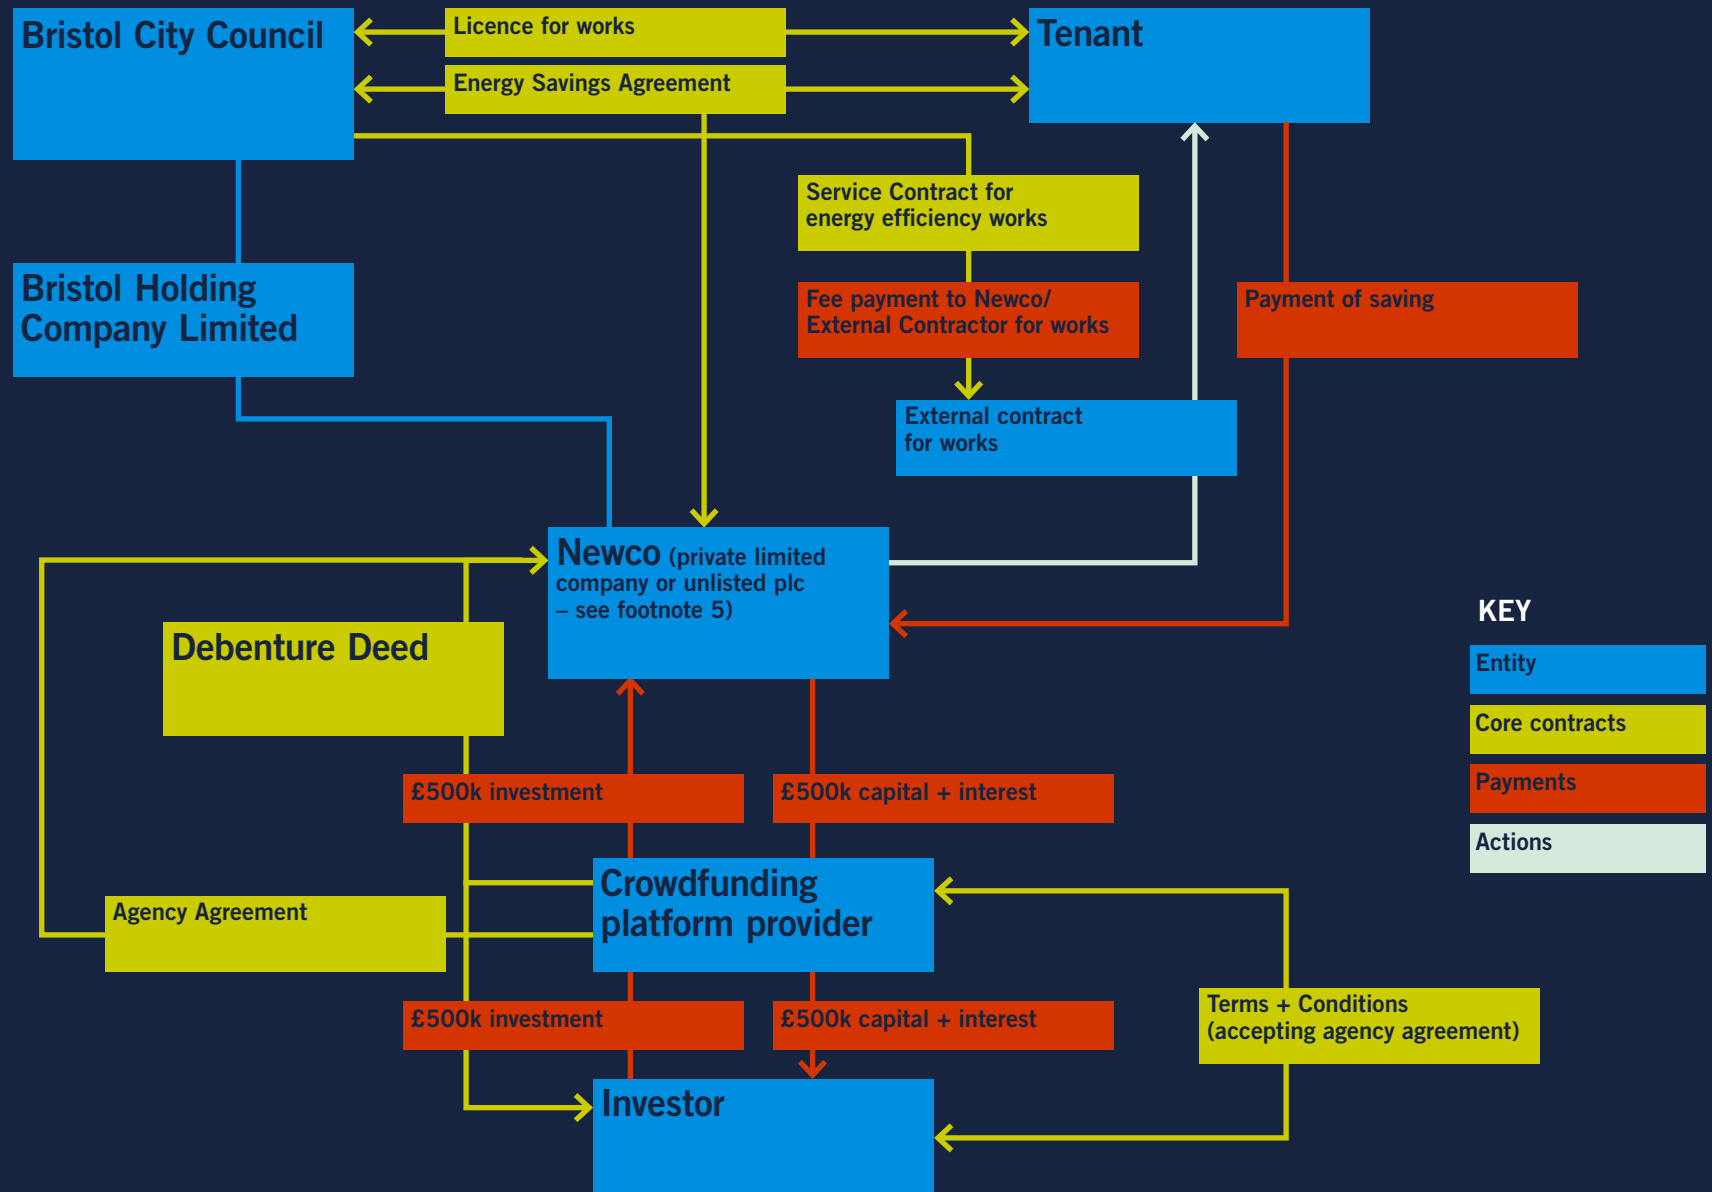 Bristol City Council
Licence for works
Tenant
Energy Savings Agreement
Service Contract for
energy efficiency works
Bristol Holding
Company Limited
Fee payment to Newco/
External Contractor for works
Payment of saving
External contract
for works
Newco (private limited
company or unlisted plc
– see footnote 5)
KEY
Entity
Core contracts
Payments
Actions
Debenture Deed
£500k investment
£500k capital + interest
Crowdfunding
platform provider
Agency Agreement
£500k investment
£500k capital + interest
Terms + Conditions
(accepting agency agreement)
Investor